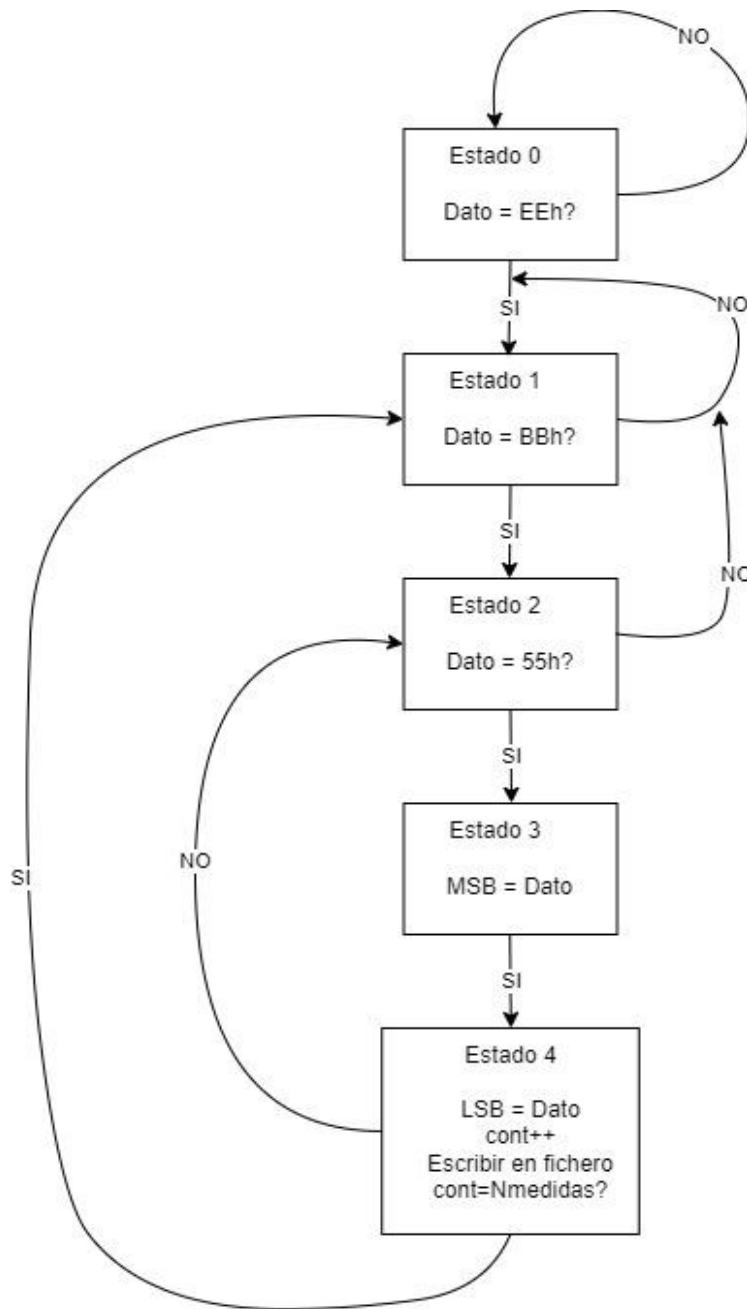 NO
Estado 0
Dato = EEh?
SI
NO
Estado 1
Dato = BBh?
SI
NO
Estado 2
Dato = 55h?
SI
Estado 3
NO
SI
MSB = Dato
SI
Estado 4
LSB = Dato
cont++
Escribir en fichero
cont=Nmedidas?